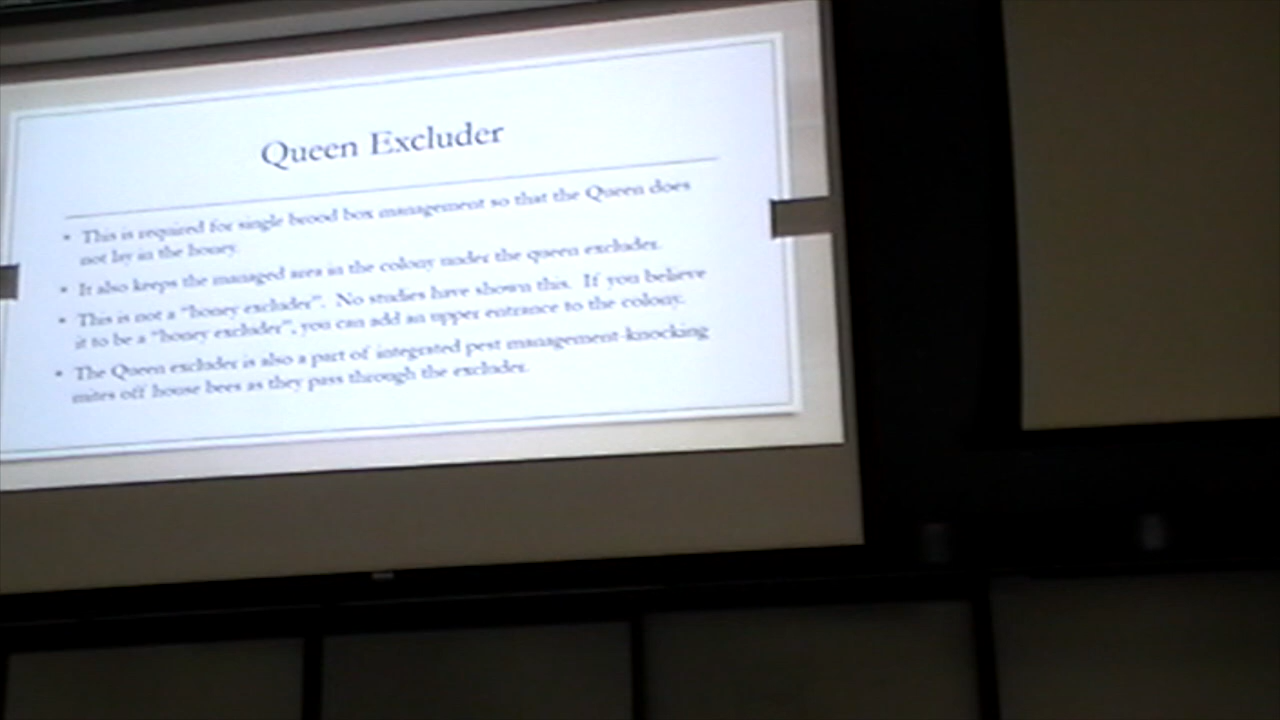 Queen Excluder
• This is required for single brood box management so that the Queen does
not lay in the honey.
• It also keeps the managed area in the colony under the queen excluder.
• This is not a "honey excluder". No studies have shown this. If you believe
it to be a "honey excluder", you can add an upper entrance to the colony.
• The Queen excluder is also a part of integrated pest management-knocking
mites off house bees as they pass through the excluder.